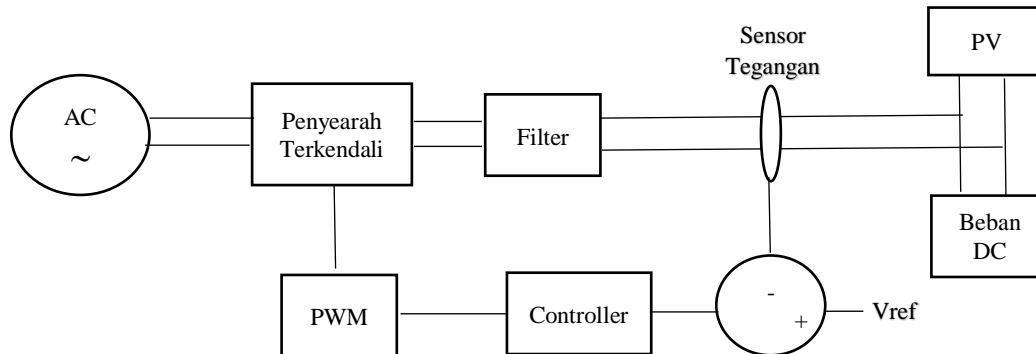 Sensor
Tegangan
PV
AC
~
Penyearah
Terkendali
Filter
Beban
DC
PWM
Controller
-
+
Vref